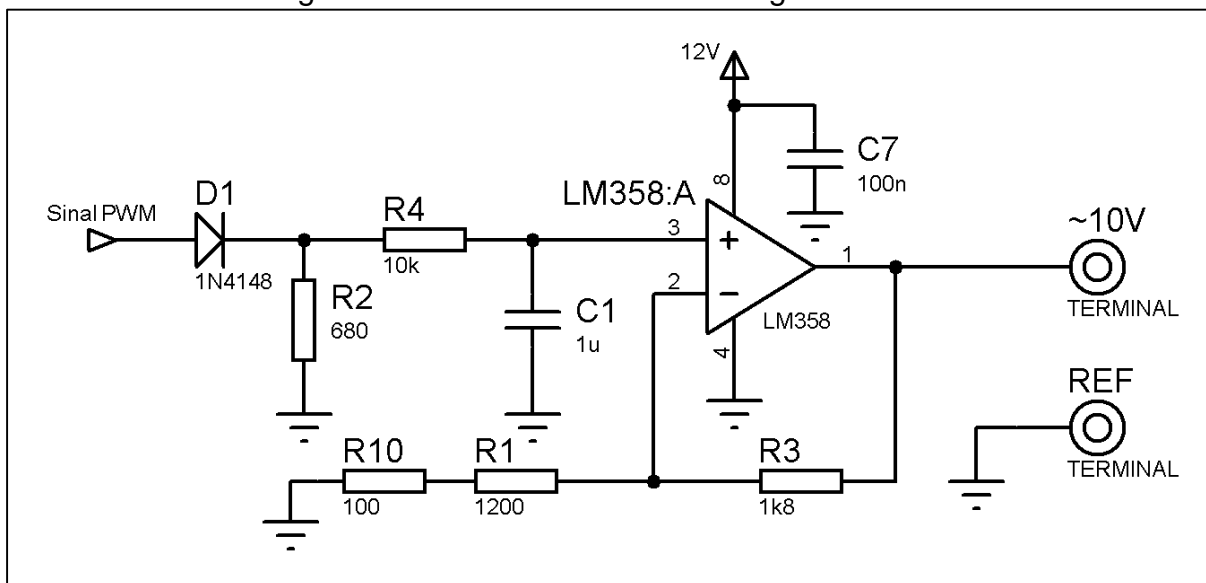 12V
C7
100n
8
LM358:A
D1
Sinal PWM
1N4148
R4
10k
3
+
1
~10V
TERMINAL
R2
680
C1
1u
2
−
LM358
4
REF
TERMINAL
R10
100
R1
1200
R3
1k8